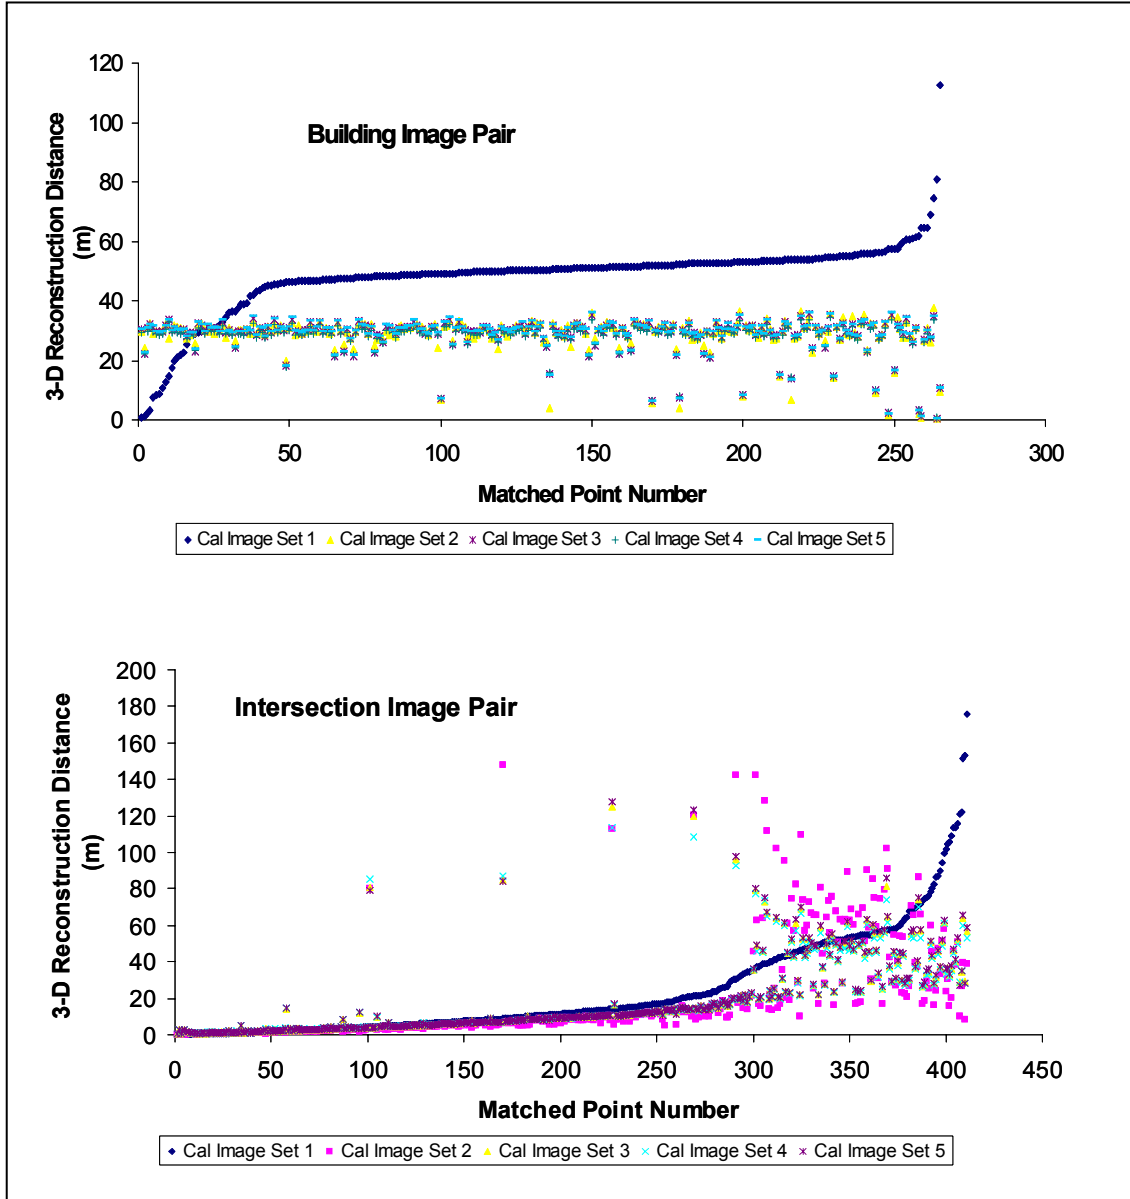 120
100
80
60
40
20
0
3-D Reconstruction Distance
(m)
Building Image Pair
0 50 100 150 200 250 300
Matched Point Number
Cal Image Set 1 Cal Image Set 2 Cal Image Set 3 Cal Image Set 4 Cal Image Set 5
200
180
160
140
120
100
80
60
40
20
0
3-D Reconstruction Distance
(m)
Intersection Image Pair
0 50 100 150 200 250 300 350 400 450
Matched Point Number
Cal Image Set 1 Cal Image Set 2 Cal Image Set 3 Cal Image Set 4 Cal Image Set 5